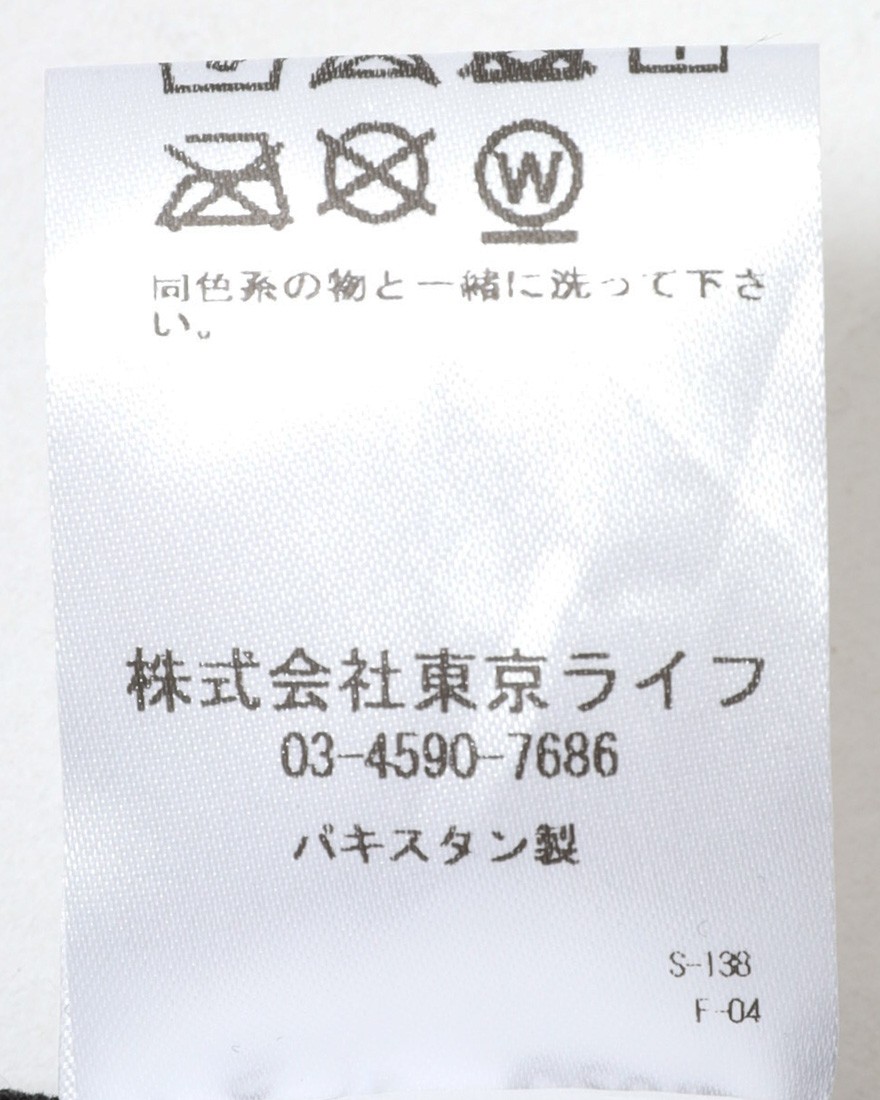 W
同色系の物と一緒に洗って下さ
い。
株式会社東京ライフ
03-4590-7686
パキスタン製
S-138
F-04